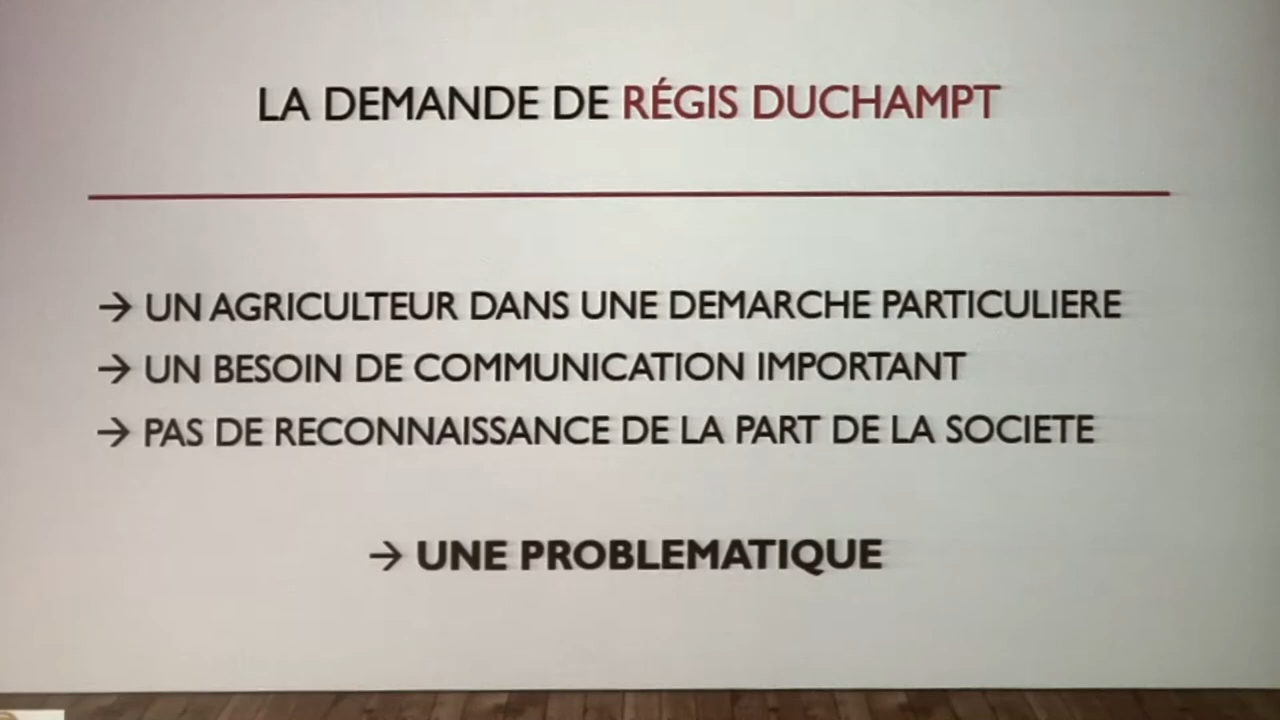 LA DEMANDE DE RÉGIS DUCHAMPT
→ UN AGRICULTEUR DANS UNE DEMARCHE PARTICULIERE
→ UN BESOIN DE COMMUNICATION IMPORTANT
→ PAS DE RECONNAISSANCE DE LA PART DE LA SOCIETE
→ UNE PROBLEMATIQUE